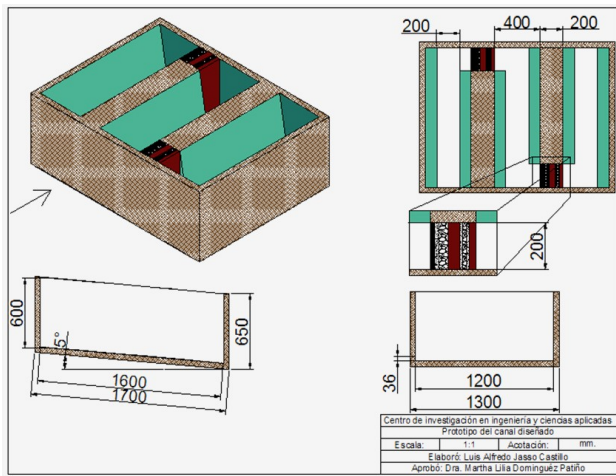 200 400 200
200
600
5°
650
1600
1700
36
1200
1300
Centro de investigación en ingeniería y ciencias aplicadas
Prototipo del canal diseñado
Escala: 1:1 Acotación: mm.
Elaboró: Luis Alfredo Jasso Castillo
Aprobó: Dra. Martha Lilia Domínguez Patiño